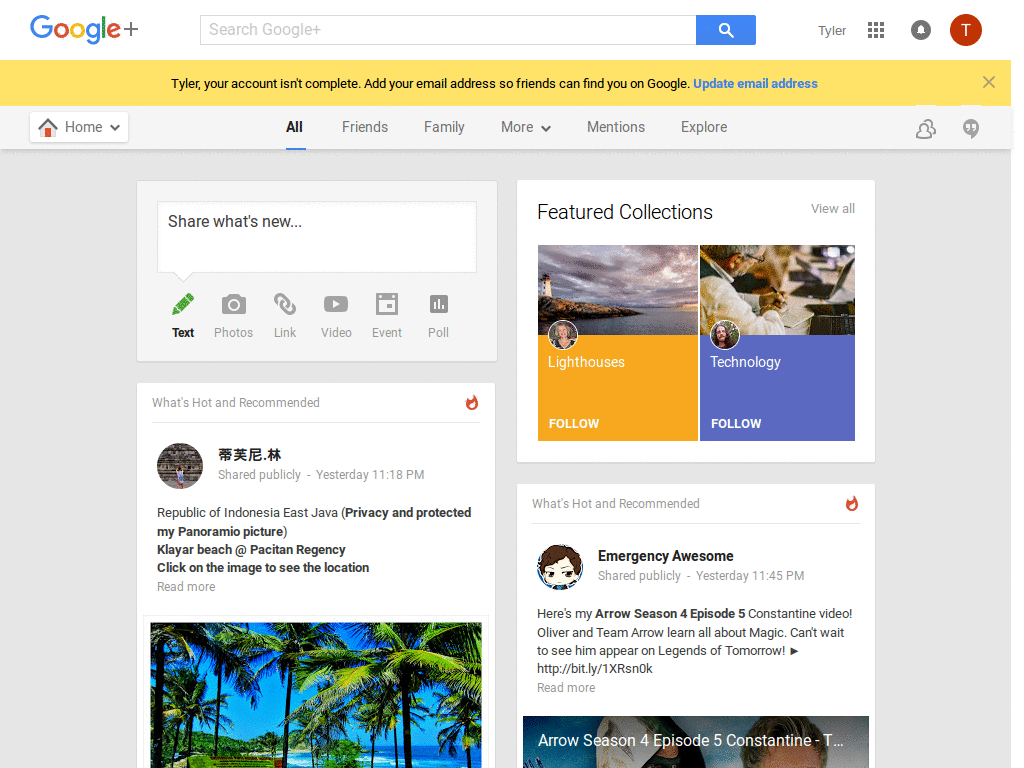 Google+
Search Google+
Tyler
T
Tyler, your account isn't complete. Add your email address so friends can find you on Google. Update email address
Home
All
Friends
Family
More
Mentions
Explore
Share what's new...
Text
Photos
Link
Video
Event
Poll
Featured Collections
View all
Lighthouses
FOLLOW
Technology
FOLLOW
What's Hot and Recommended
蒂芙尼.林
Shared publicly - Yesterday 11:18 PM
Republic of Indonesia East Java (Privacy and protected
my Panoramio picture)
Klayar beach @ Pacitan Regency
Click on the image to see the location
Read more
What's Hot and Recommended
Emergency Awesome
Shared publicly - Yesterday 11:45 PM
Here's my Arrow Season 4 Episode 5 Constantine video!
Oliver and Team Arrow learn all about Magic. Can't wait
to see him appear on Legends of Tomorrow! ►
http://bit.ly/1XRsn0k
Read more
Arrow Season 4 Episode 5 Constantine - T...